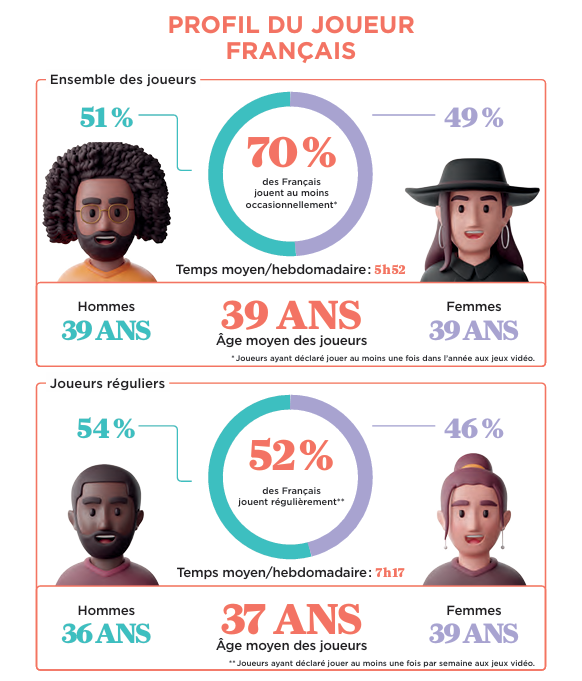 PROFIL DU JOUEUR
FRANÇAIS
Ensemble des joueurs
51 %
49 %
70 %
des Français
jouent au moins
occasionnellement*
Temps moyen/hebdomadaire : 5h52
Hommes
39 ANS
39 ANS
Âge moyen des joueurs
Femmes
39 ANS
* Joueurs ayant déclaré jouer au moins une fois dans l'année aux jeux vidéo.
Joueurs réguliers
54 %
46 %
52 %
des Français
jouent régulièrement**
Temps moyen/hebdomadaire : 7h17
Hommes
36 ANS
37 ANS
Âge moyen des joueurs
Femmes
39 ANS
** Joueurs ayant déclaré jouer au moins une fois par semaine aux jeux vidéo.